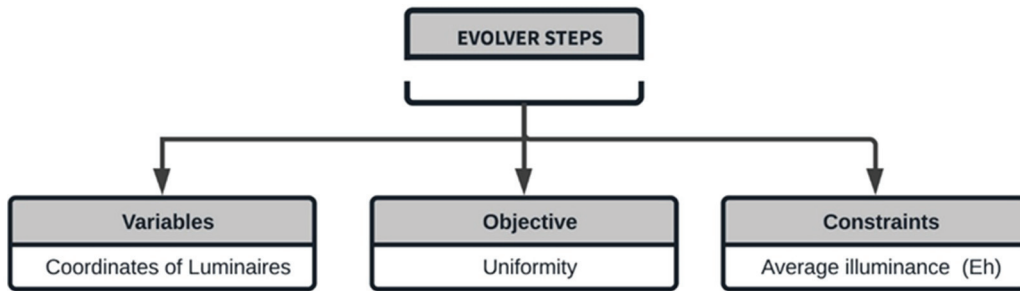 EVOLVER STEPS
Variables
Coordinates of Luminaires
Objective
Uniformity
Constraints
Average illuminance (Eh)